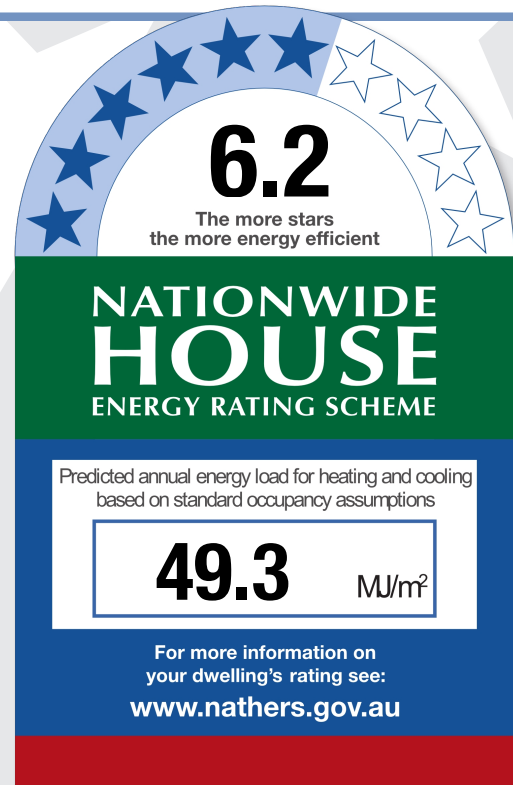 6.2
The more stars
the more energy efficient
NATIONWIDE
HOUSE
ENERGY RATING SCHEME
Predicted annual energy load for heating and cooling
based on standard occupancy assumptions
49.3 MJ/m²
For more information on
your dwelling's rating see:
www.nathers.gov.au